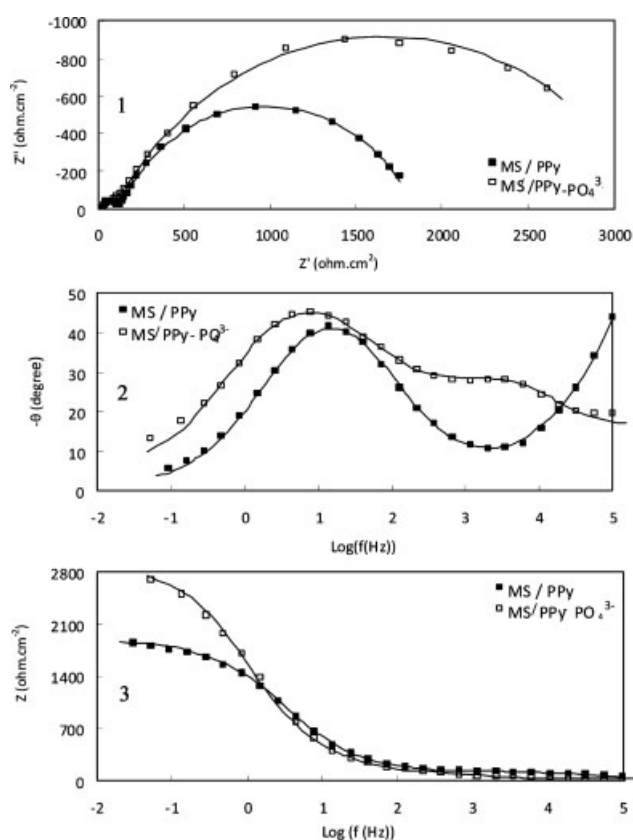 -1000
-800
-600
-400
-200
0
Z'' (ohm.cm-2)
1
MS / PPy
MS /PPy-PO43-
0 500 1000 1500 2000 2500 3000
Z' (ohm.cm2)
50
40
30
20
10
0
-θ (degree)
2
MS / PPy
MS/ PPy- PO43-
-2 -1 0 1 2 3 4 5
Log(f(Hz))
2800
2100
1400
700
0
Z (ohm.cm-2)
3
MS / PPy
MS/ PPy PO43-
-2 -1 0 1 2 3 4 5
Log (f (Hz))